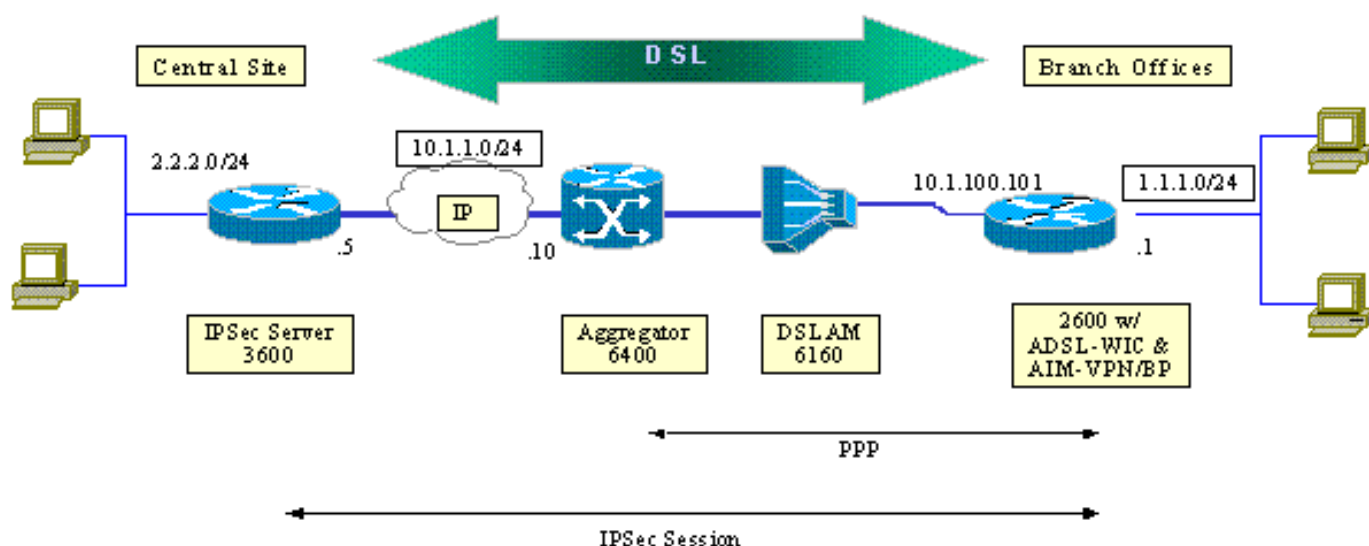 DSL
Central Site
Branch Offices
2.2.2.0/24
10.1.1.0/24
IP
10.1.100.101
1.1.1.0/24
.5
.10
.1
IPSec Server
3600
Aggregator
6400
DSLAM
6160
2600 w/
ADSL-WIC &
AIM-VPN/BP
PPP
IPSec Session